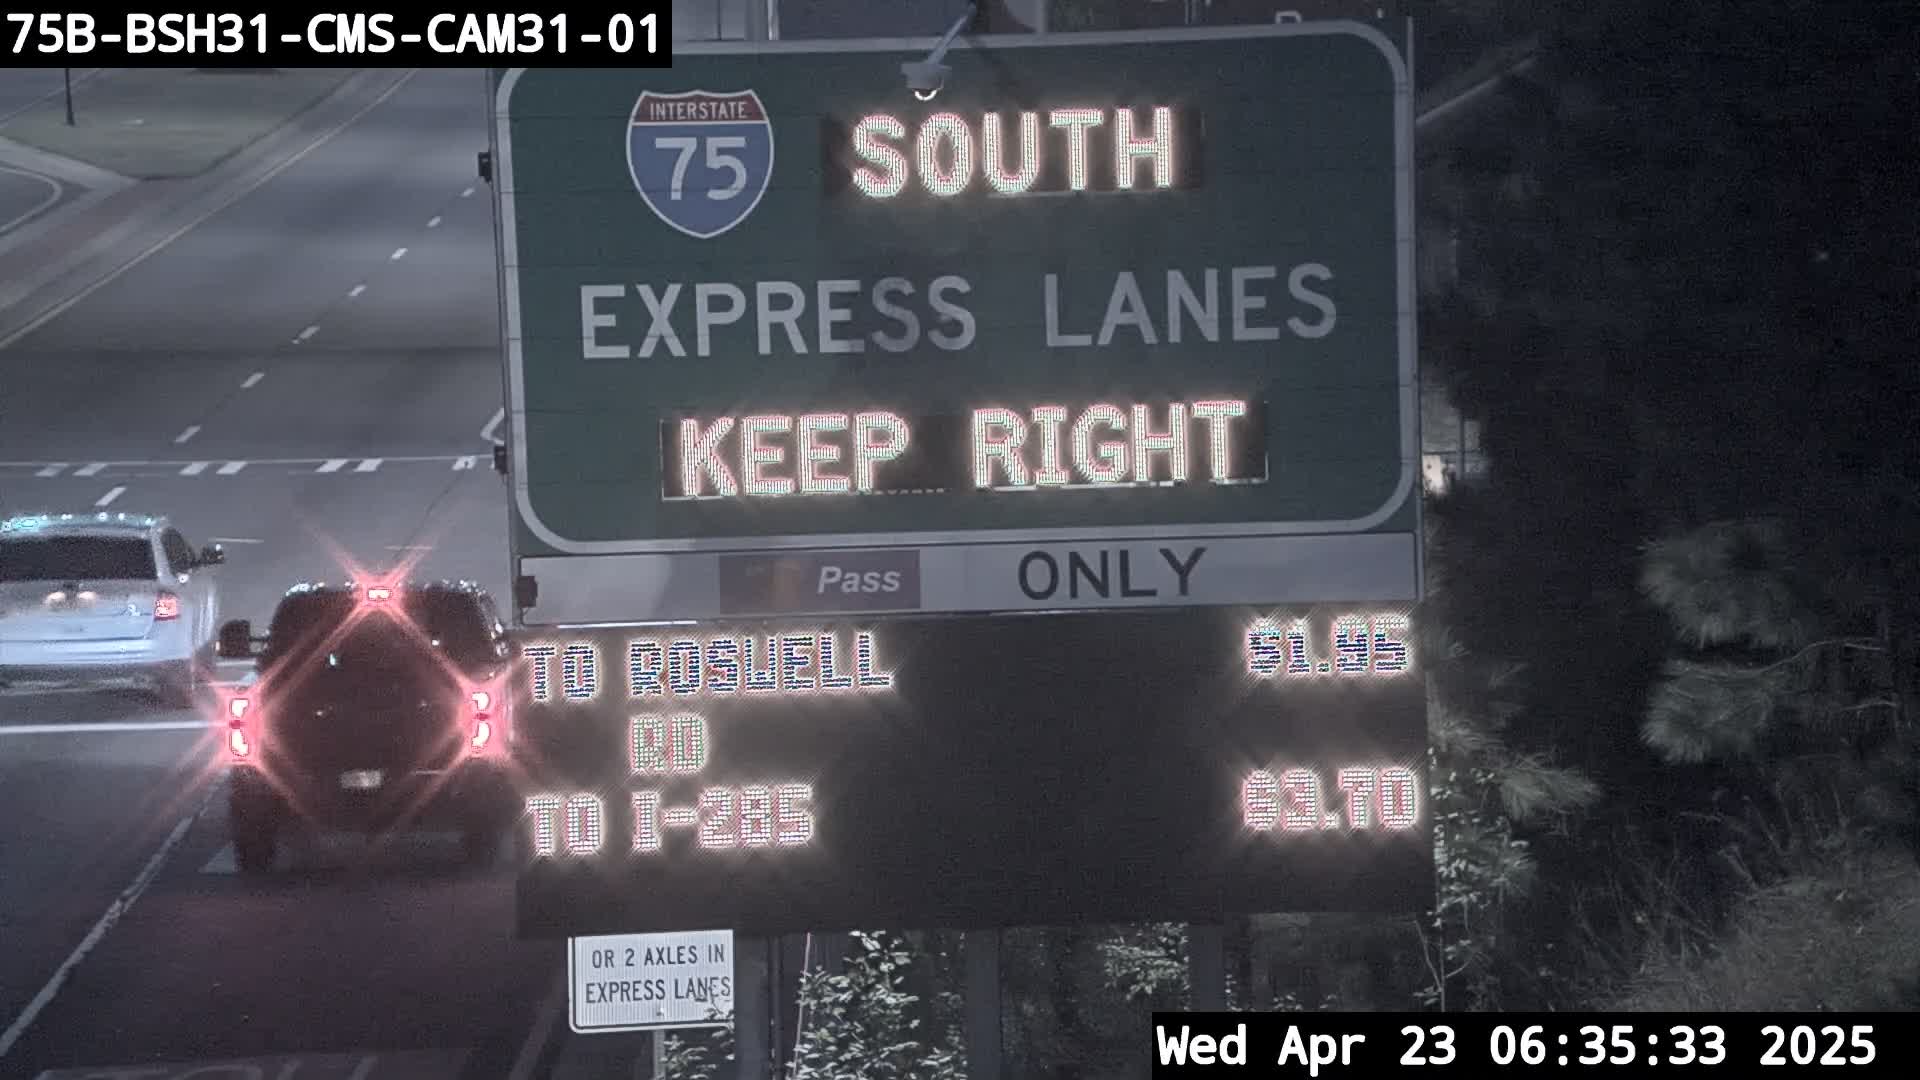 75B-BSH31-CMS-CAM31-01
INTERSTATE
75
SOUTH
EXPRESS LANES
KEEP RIGHT
Pass
ONLY
TO ROSWELL $1.95
RD
TO I-285 $3.70
OR 2 AXLES IN
EXPRESS LANES
Wed Apr 23 06:35:33 2025